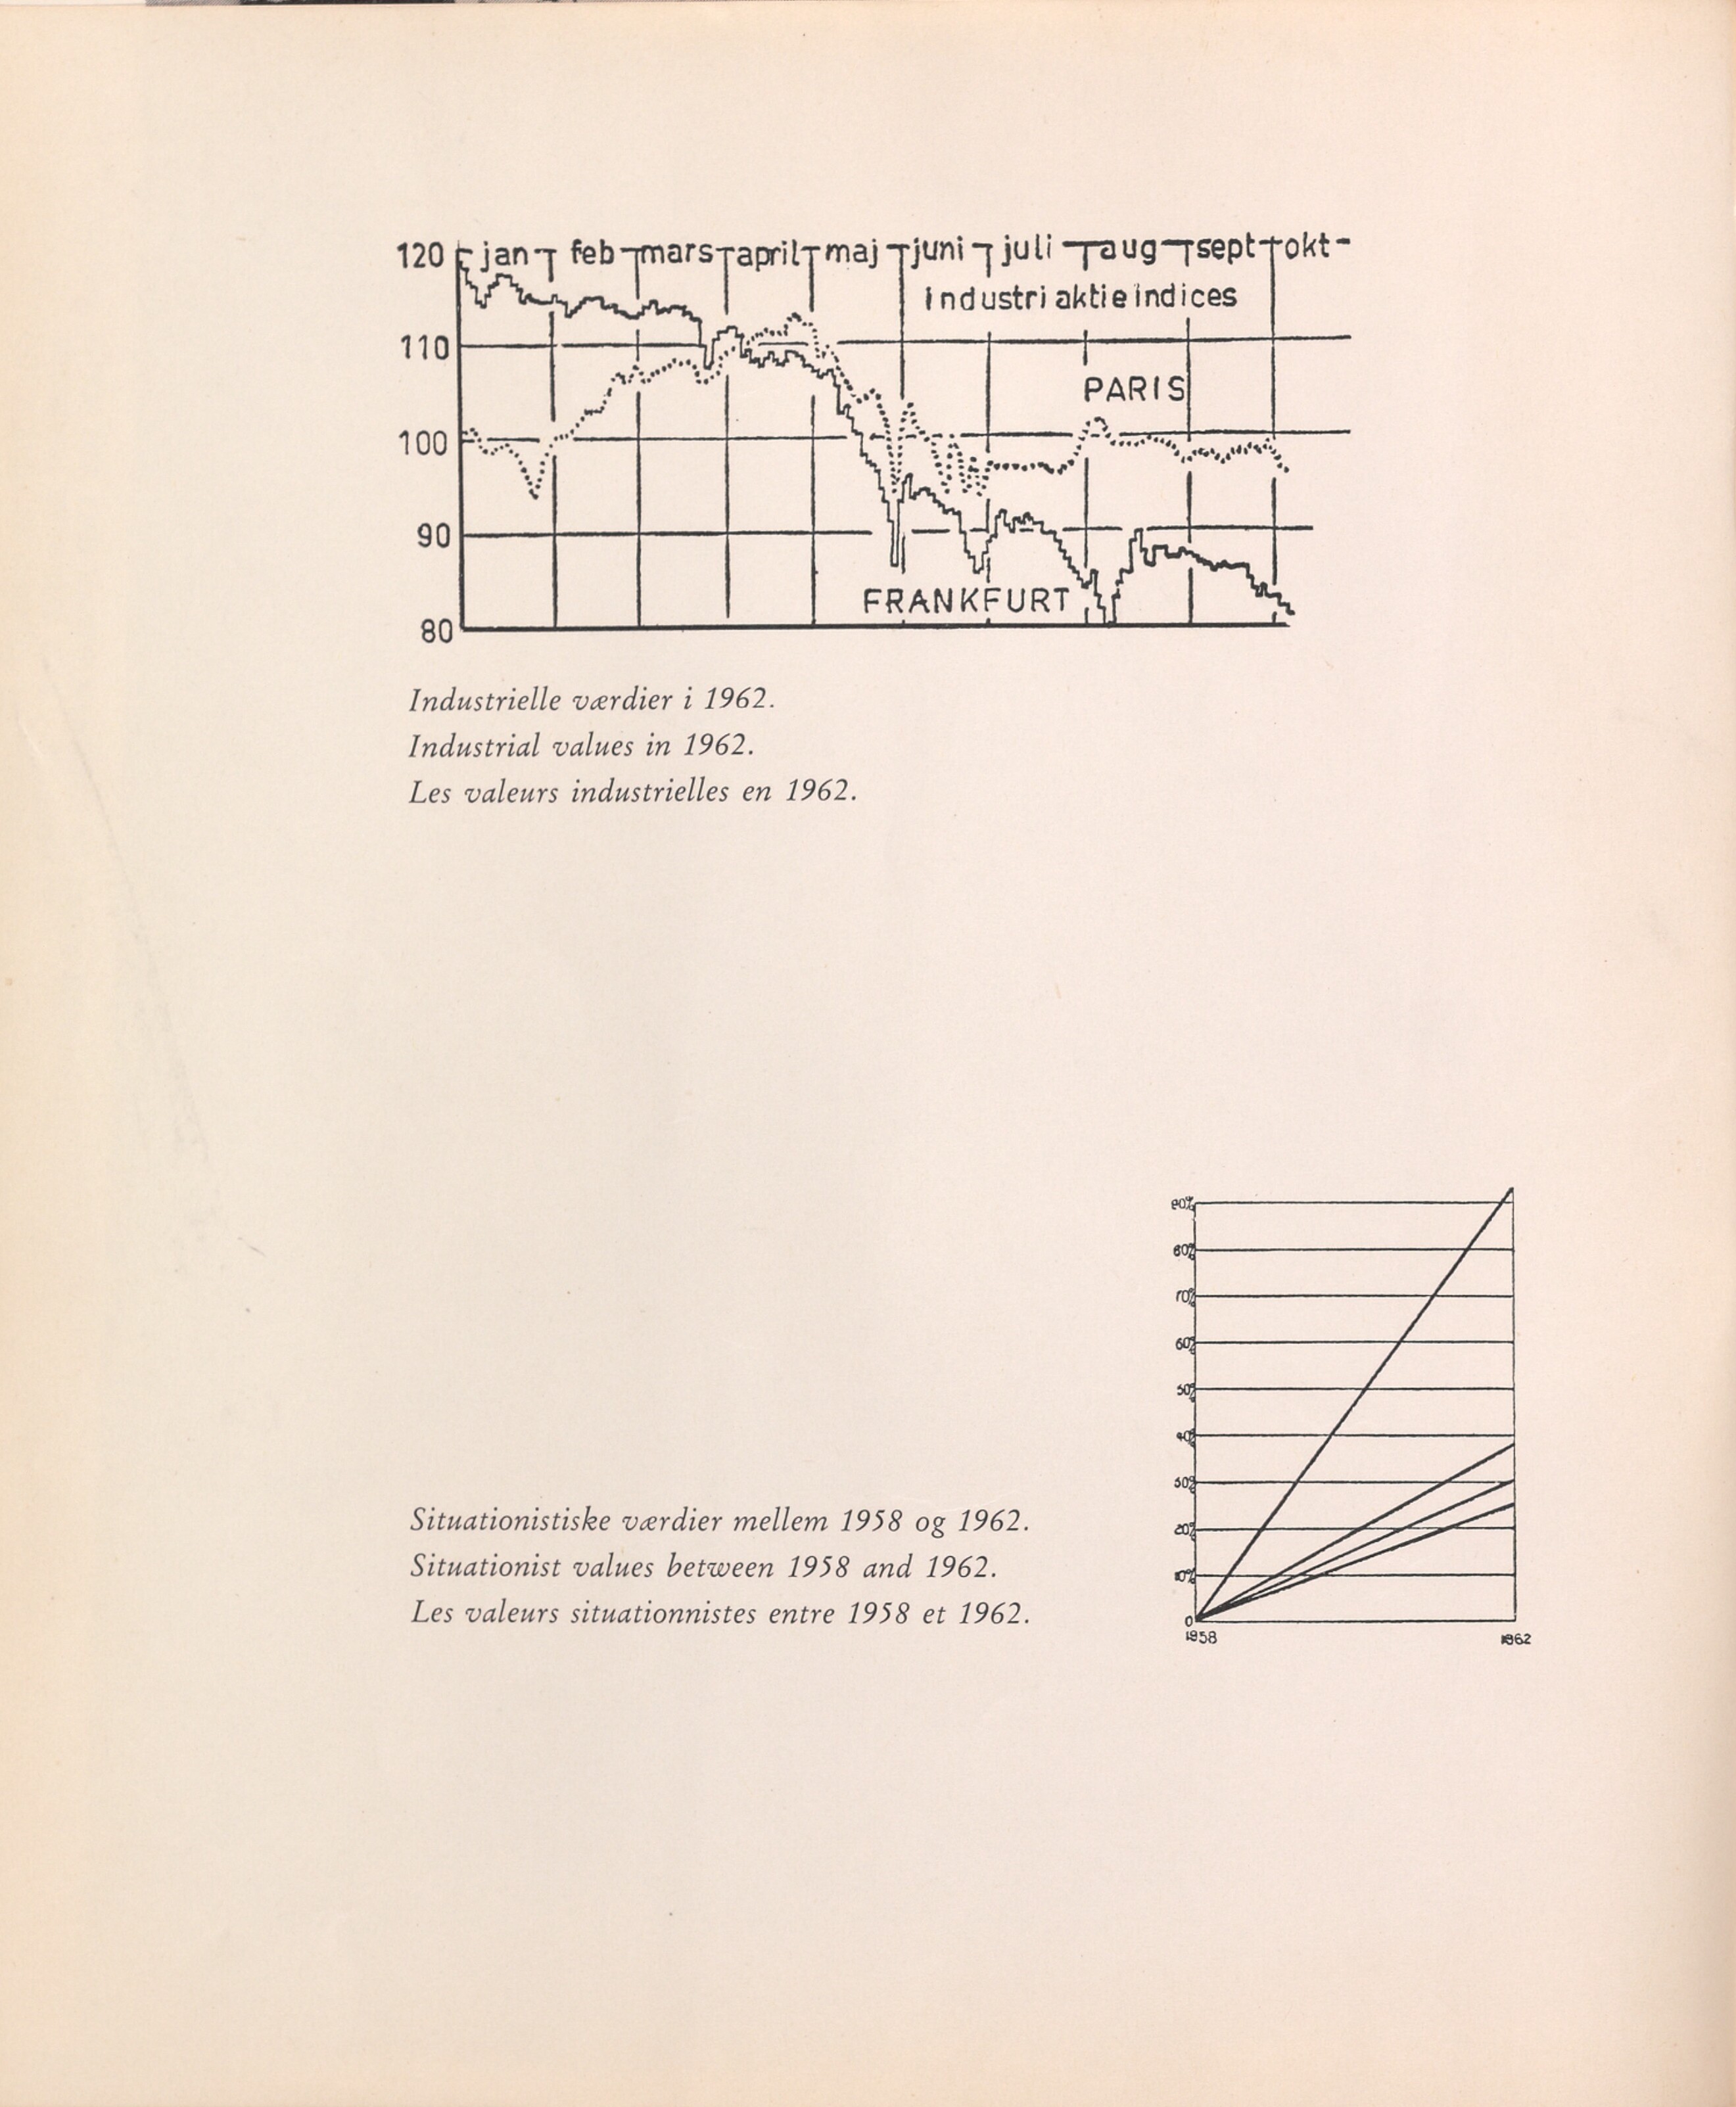 120 jan feb mars april maj juni juli aug sept okt
Industriaktieindices
110
PARIS
100
90
FRANKFURT
80
Industrielle værdier i 1962.
Industrial values in 1962.
Les valeurs industrielles en 1962.
90%
80%
70%
60%
50%
40%
30%
20%
10%
0
1958 1962
Situationistiske værdier mellem 1958 og 1962.
Situationist values between 1958 and 1962.
Les valeurs situationnistes entre 1958 et 1962.